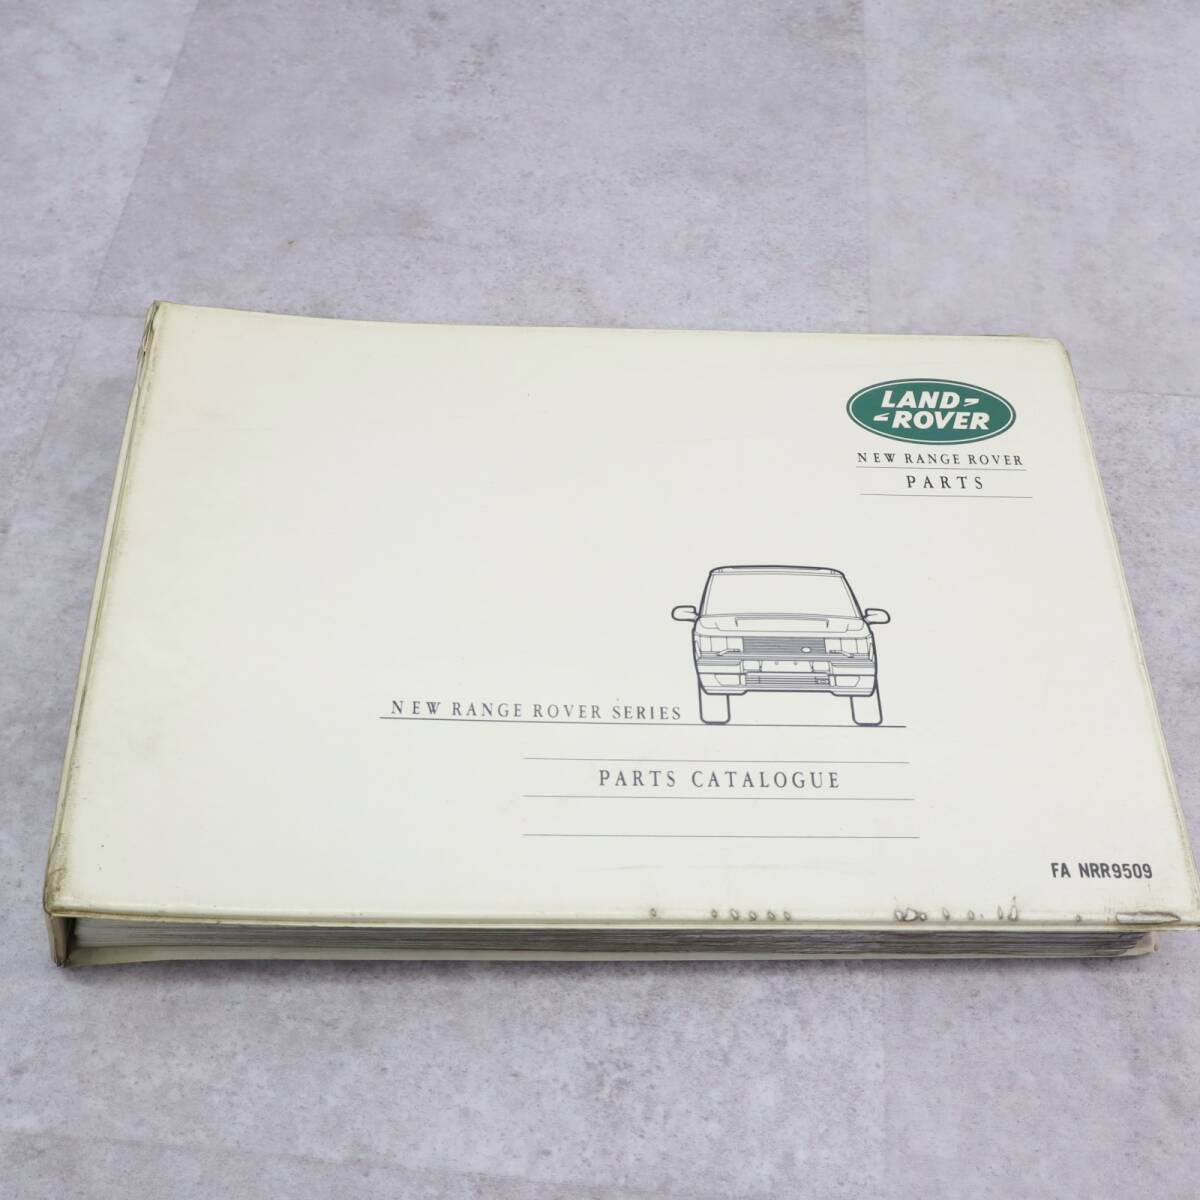 LAND-
ROVER
NEW RANGE ROVER
PARTS
NEW RANGE ROVER SERIES
PARTS CATALOGUE
FA NRR9509